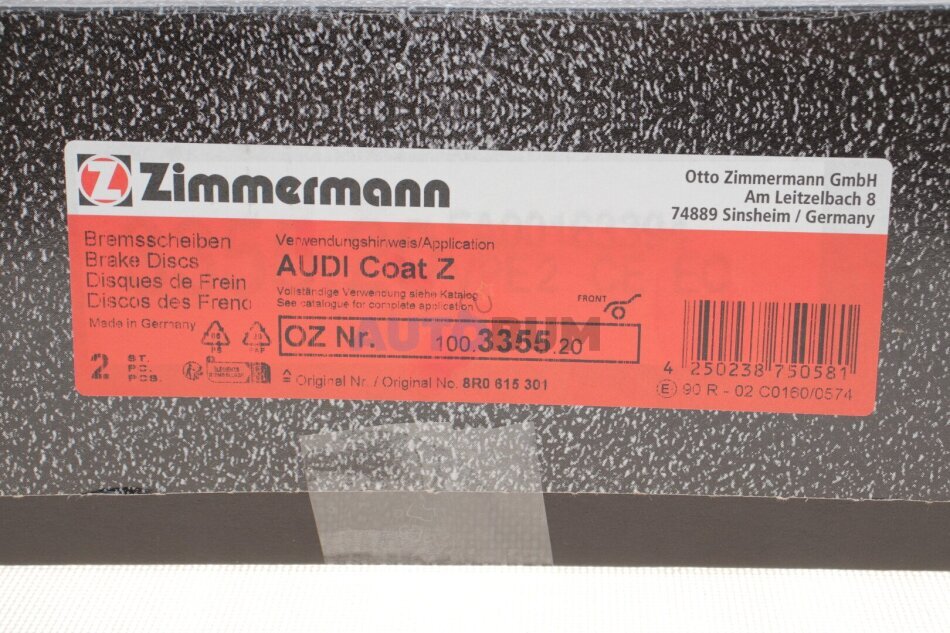 Zimmermann
Otto Zimmermann GmbH
Am Leitzelbach 8
74889 Sinsheim / Germany
Bremsscheiben
Brake Discs
Disques de Frein
Discos des Freno
Made in Germany
2 ST.
PC.
PCS.
Verwendungshinweis/Application
AUDI Coat Z
Vollständige Verwendung siehe Katalog
See catalogue for complete application
FRONT
OZ Nr. 100.3355.20
Original Nr. / Original No. 8R0 615 301
4 250238 750581
E 90 R - 02 C0160/0574